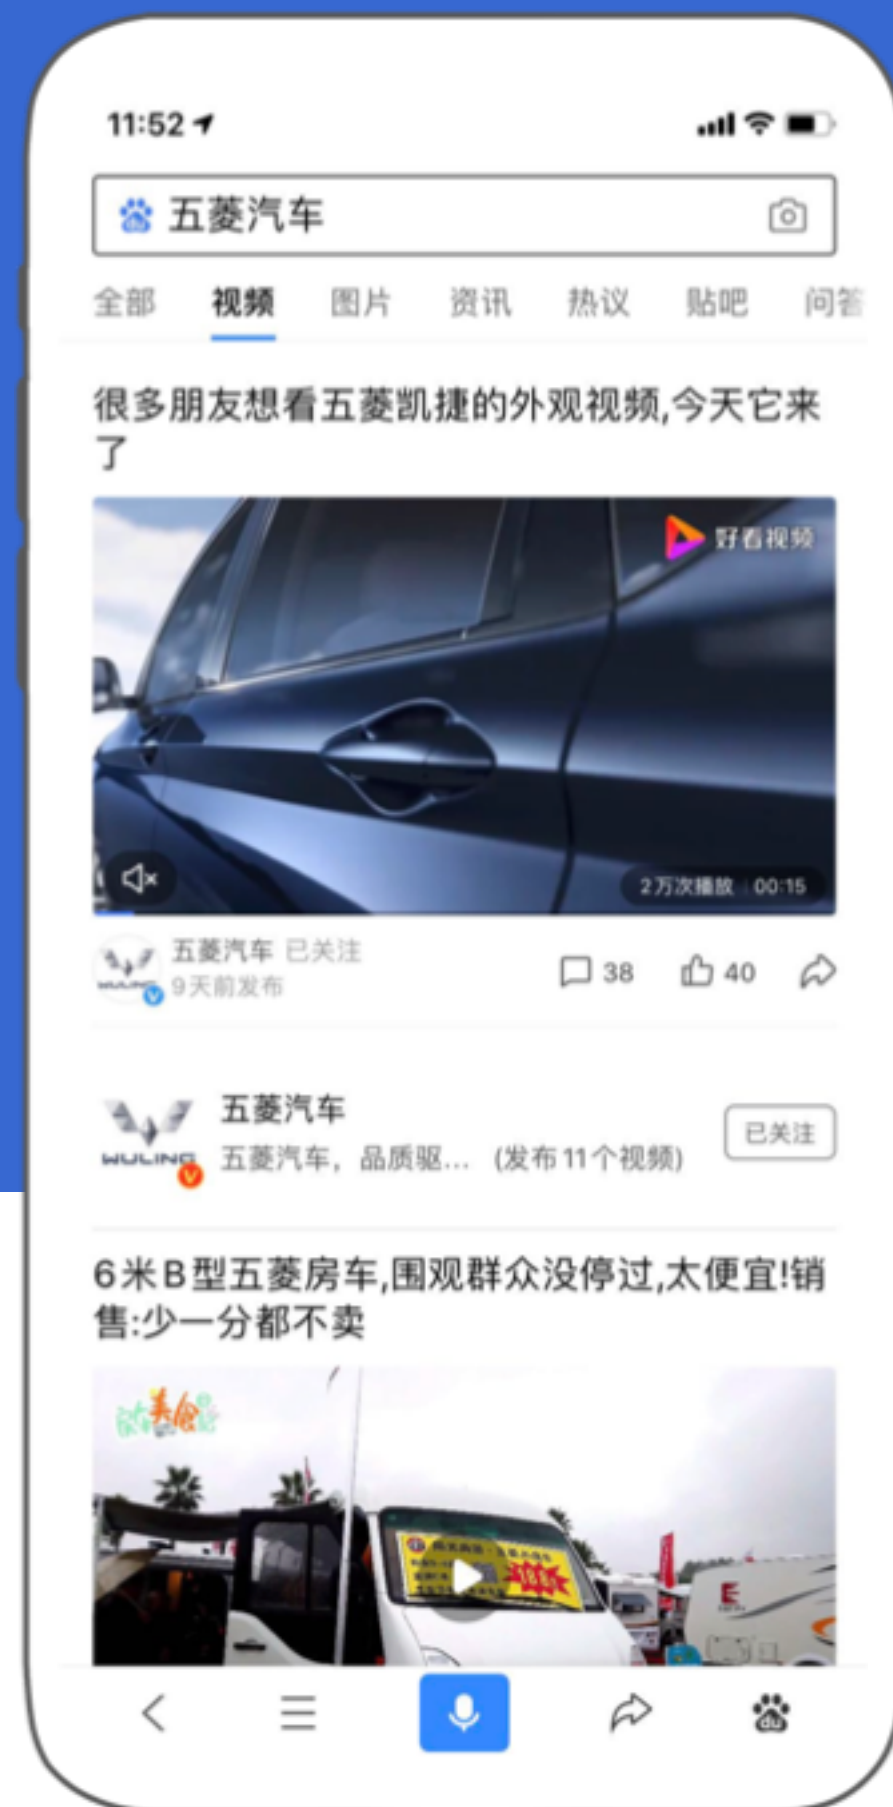 11:52
五菱汽车
全部 视频 图片 资讯 热议 贴吧 问答
很多朋友想看五菱凯捷的外观视频,今天它来
了
好看视频
2万次播放 00:15
五菱汽车 已关注
9天前发布
38 40
五菱汽车
已关注
WULING
五菱汽车，品质驱... (发布11个视频)
6米B型五菱房车,围观群众没停过,太便宜!销
售:少一分都不卖
美食
du